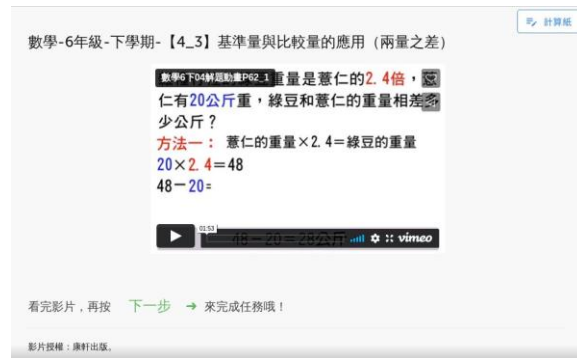 計算紙
數學-6年級-下學期-【4_3】基準量與比較量的應用（兩量之差）
數學6下04解題動畫P62_1 重量是薏仁的2.4倍，薏
仁有20公斤重，綠豆和薏仁的重量相差多
少公斤？
方法一： 薏仁的重量×2.4＝綠豆的重量
20×2.4＝48
48－20＝
01:53
48－20＝28公斤
vimeo
看完影片，再按 下一步 → 來完成任務哦！
影片授權：康軒出版。